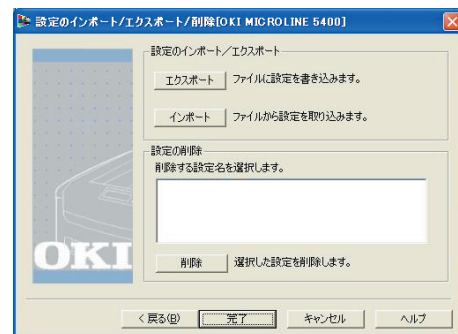 設定のインポート/エクスポート/削除[OKI MICROLINE 5400]
設定のインポート/エクスポート
エクスポート ファイルに設定を書き込みます。
インポート ファイルから設定を取り込みます。
設定の削除
削除する設定名を選択します。
OKI
削除 選択した設定を削除します。
< 戻る(B) 完了 キャンセル ヘルプ